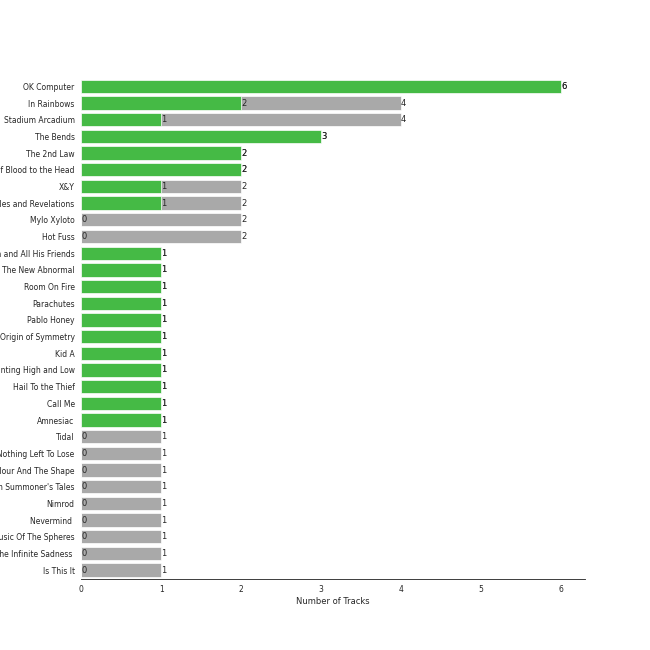 OK Computer 6
In Rainbows 2 4
Stadium Arcadium 1 4
The Bends 3
The 2nd Law 2
f Blood to the Head 2
X&Y 1 2
les and Revelations 1 2
Mylo Xyloto 0 2
Hot Fuss 0 2
and All His Friends 1
The New Abnormal 1
Room On Fire 1
Parachutes 1
Pablo Honey 1
Origin of Symmetry 1
Kid A 1
nting High and Low 1
Hail To the Thief 1
Call Me 1
Amnesiac 1
Tidal 0 1
Nothing Left To Lose 0 1
lour And The Shape 0 1
n Summoner's Tales 0 1
Nimrod 0 1
Nevermind 0 1
usic Of The Spheres 0 1
he Infinite Sadness 0 1
Is This It 0 1
0 1 2 3 4 5 6
Number of Tracks